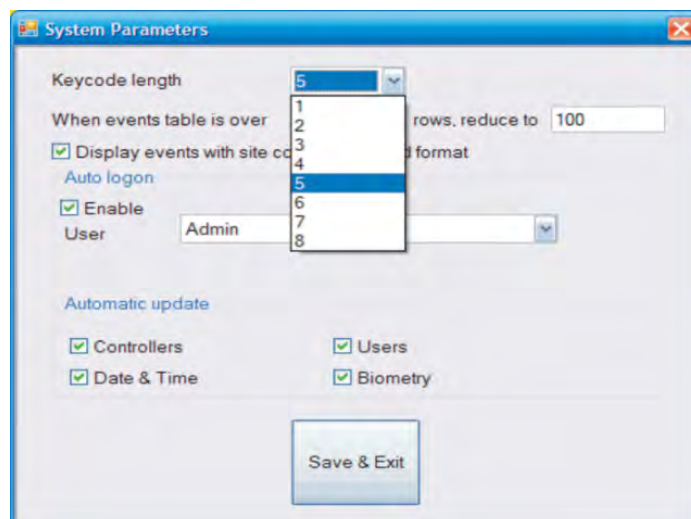 System Parameters
Keycode length 5
1
When events table is over rows, reduce to 100
2
3
Display events with site co d format
4
Auto logon
5
Enable
6
User Admin
7
8
Automatic update
Controllers Users
Date & Time Biometry
Save & Exit